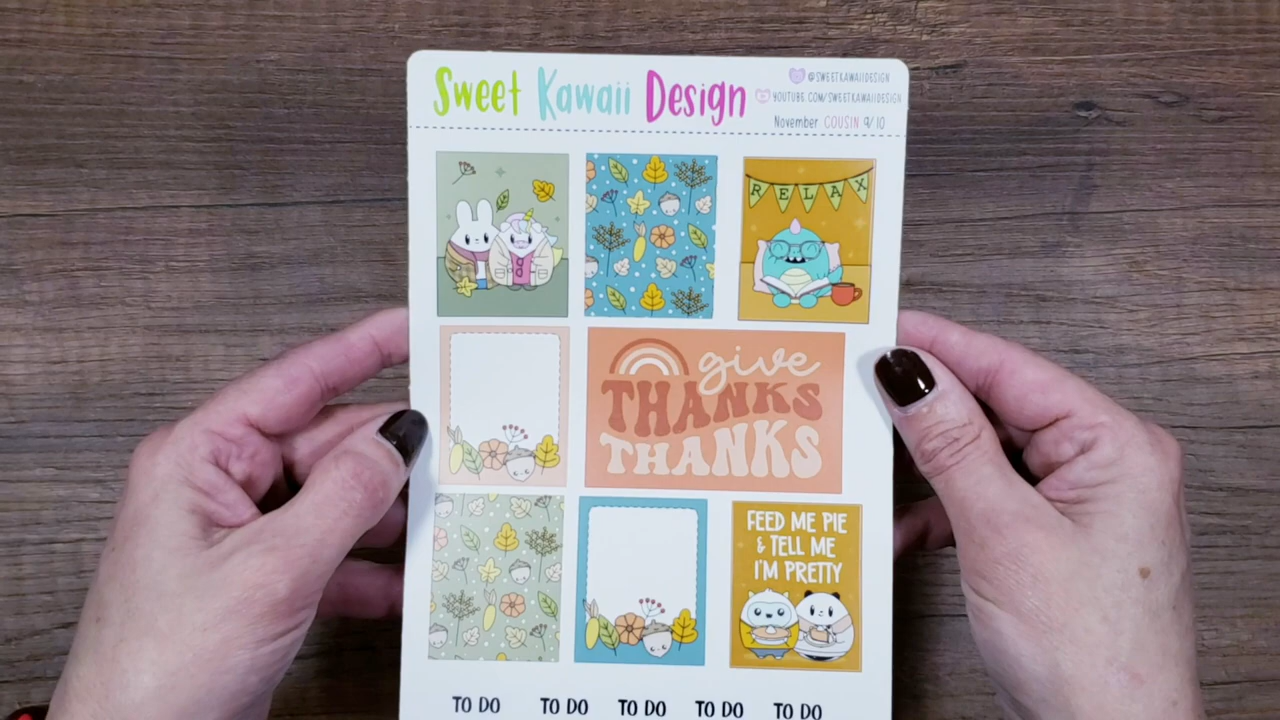 Sweet Kawaii Design
@SWEETKAWAIIDESIGN
YOUTUBE.COM/SWEETKAWAIIDESIGN
November COUSIN 9/10
RELAX
give
THANKS
THANKS
FEED ME PIE
& TELL ME
I'M PRETTY
TO DO TO DO TO DO TO DO TO DO